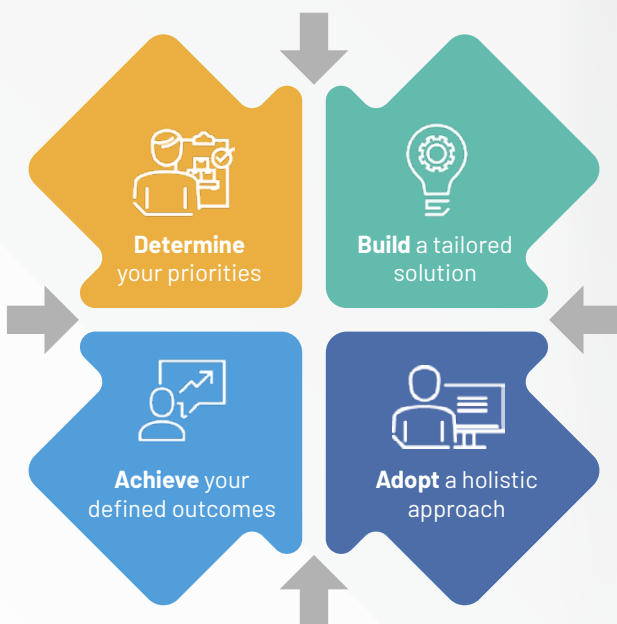 Determine
your priorities
Build a tailored
solution
Achieve your
defined outcomes
Adopt a holistic
approach